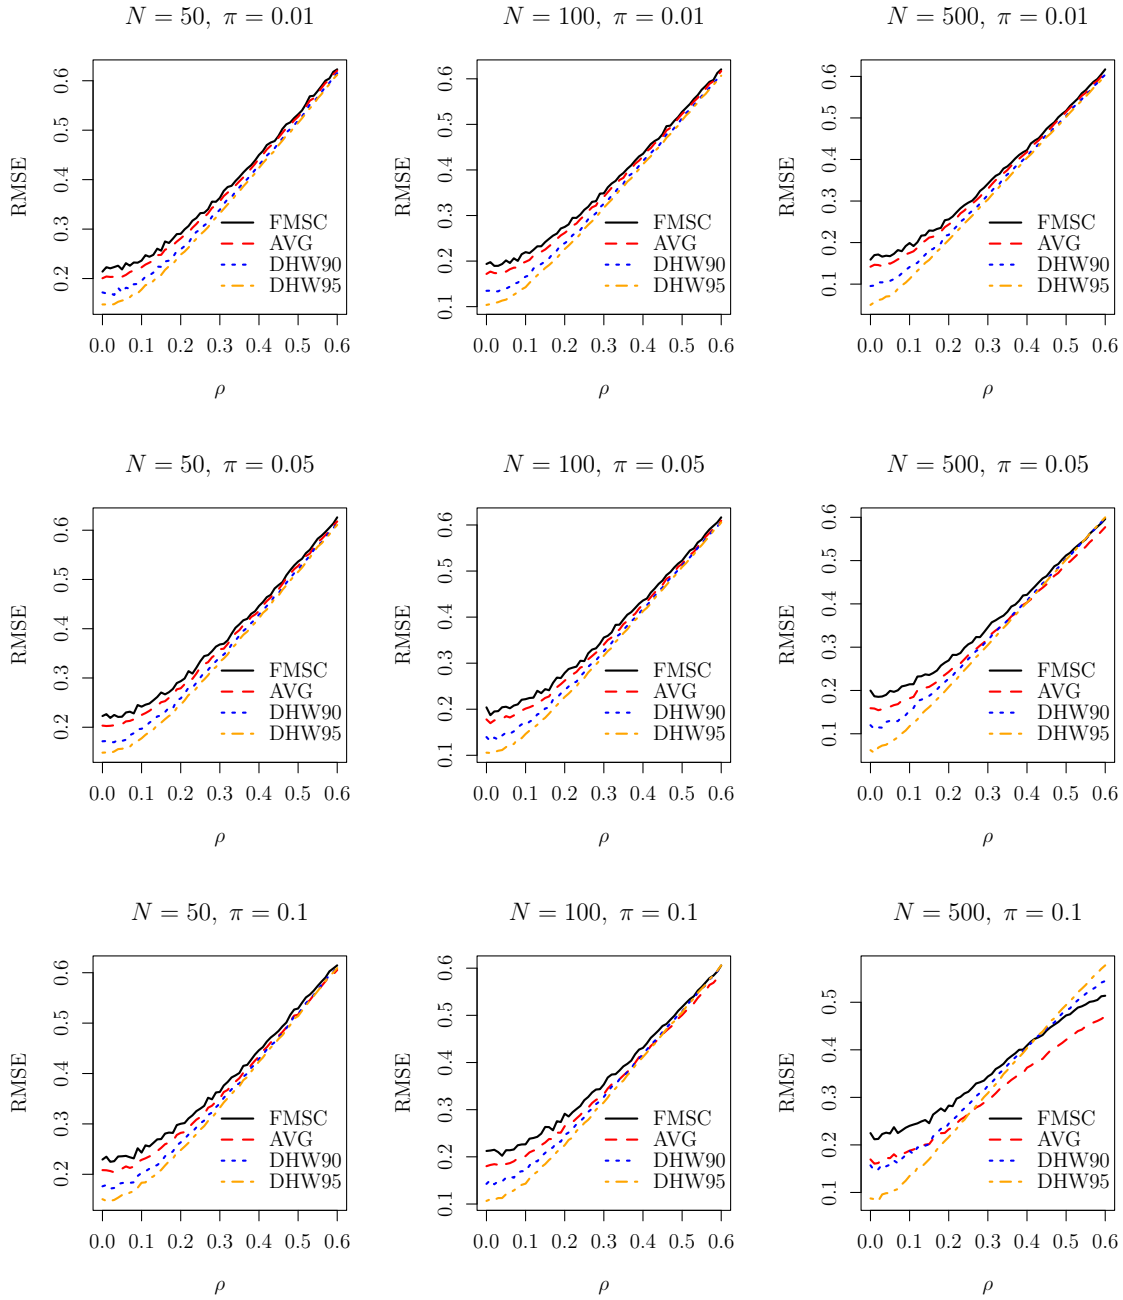 N = 50, π = 0.01
RMSE
0.2 0.3 0.4 0.5 0.6
FMSC
AVG
DHW90
DHW95
0.0 0.1 0.2 0.3 0.4 0.5 0.6
ρ
N = 100, π = 0.01
RMSE
0.1 0.2 0.3 0.4 0.5 0.6
FMSC
AVG
DHW90
DHW95
0.0 0.1 0.2 0.3 0.4 0.5 0.6
ρ
N = 500, π = 0.01
RMSE
0.1 0.2 0.3 0.4 0.5 0.6
FMSC
AVG
DHW90
DHW95
0.0 0.1 0.2 0.3 0.4 0.5 0.6
ρ
N = 50, π = 0.05
RMSE
0.2 0.3 0.4 0.5 0.6
FMSC
AVG
DHW90
DHW95
0.0 0.1 0.2 0.3 0.4 0.5 0.6
ρ
N = 100, π = 0.05
RMSE
0.1 0.2 0.3 0.4 0.5 0.6
FMSC
AVG
DHW90
DHW95
0.0 0.1 0.2 0.3 0.4 0.5 0.6
ρ
N = 500, π = 0.05
RMSE
0.1 0.2 0.3 0.4 0.5 0.6
FMSC
AVG
DHW90
DHW95
0.0 0.1 0.2 0.3 0.4 0.5 0.6
ρ
N = 50, π = 0.1
RMSE
0.2 0.3 0.4 0.5 0.6
FMSC
AVG
DHW90
DHW95
0.0 0.1 0.2 0.3 0.4 0.5 0.6
ρ
N = 100, π = 0.1
RMSE
0.1 0.2 0.3 0.4 0.5 0.6
FMSC
AVG
DHW90
DHW95
0.0 0.1 0.2 0.3 0.4 0.5 0.6
ρ
N = 500, π = 0.1
RMSE
0.1 0.2 0.3 0.4 0.5
FMSC
AVG
DHW90
DHW95
0.0 0.1 0.2 0.3 0.4 0.5 0.6
ρ